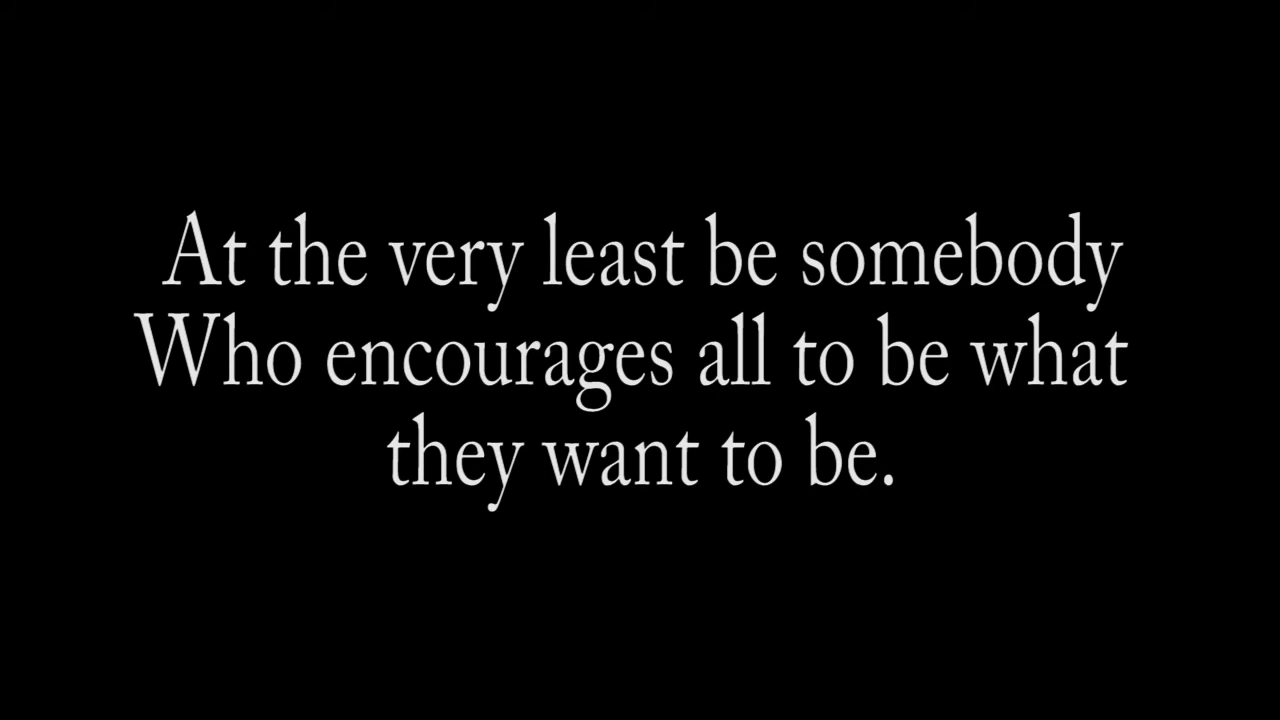 At the very least be somebody
Who encourages all to be what
they want to be.